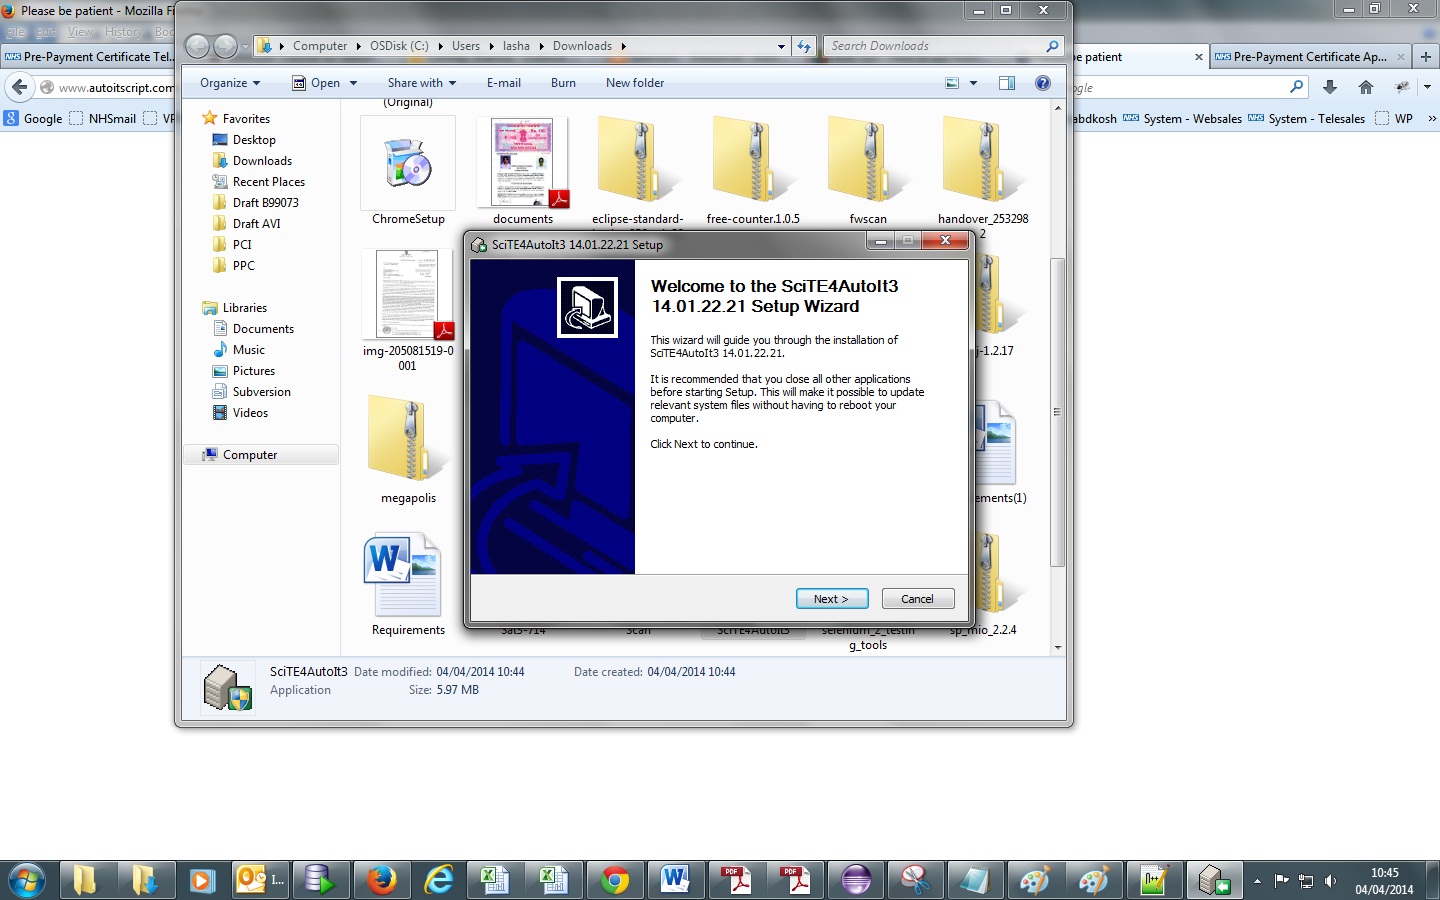 Please be patient - Mozilla Fi
File Edit View History Boo
Pre-Payment Certificate Tel...
be patient
Pre-Payment Certificate Ap...
www.autoitscript.com
Google NHSmail
abdkosh System - Websales System - Telesales WP »
Computer OSDisk (C:) Users lasha Downloads
Search Downloads
Organize Open Share with E-mail Burn New folder
Favorites
Desktop
Downloads
Recent Places
Draft B99073
Draft AVI
PCI
PPC
Libraries
Documents
Music
Pictures
Subversion
Videos
Computer
(Original)
ChromeSetup
documents
eclipse-standard-
free-counter.1.0.5
fwscan
handover_253298
2
img-205081519-0
001
j-1.2.17
megapolis
ements(1)
Requirements
Scan
SciTE4AutoIt3
selenium_2_testin
g_tools
sp_mio_2.2.4
SciTE4AutoIt3 14.01.22.21 Setup
Welcome to the SciTE4AutoIt3
14.01.22.21 Setup Wizard
This wizard will guide you through the installation of
SciTE4AutoIt3 14.01.22.21.
It is recommended that you close all other applications
before starting Setup. This will make it possible to update
relevant system files without having to reboot your
computer.
Click Next to continue.
Next >
Cancel
SciTE4AutoIt3 Date modified: 04/04/2014 10:44 Date created: 04/04/2014 10:44
Application Size: 5.97 MB
I...
10:45
04/04/2014